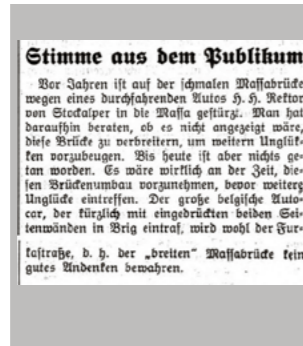 Stimme aus dem Publikum
Vor Jahren ist auf der schmalen Massabrücke
wegen eines durchfahrenden Autos H. H. Rektor
von Stockalper in die Massa gestürzt. Man hat
daraufhin beraten, ob es nicht angezeigt wäre,
diese Brücke zu verbreitern, um weitern Unglük-
ken vorzubeugen. Bis heute ist aber nichts ge-
tan worden. Es wäre wirklich an der Zeit, die-
sen Brückenumbau vorzunehmen, bevor weitere
Unglücke eintreffen. Der große belgische Auto-
car, der kürzlich mit eingedrückten beiden Sei-
tenwänden in Brig eintraf, wird wohl der Fur-
kastraße, d. h. der „breiten" Massabrücke kein
gutes Andenken bewahren.